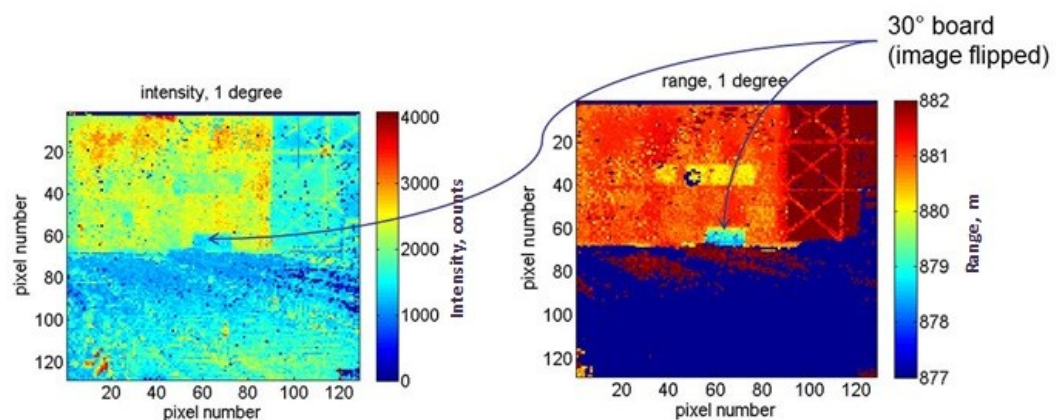 30° board
(image flipped)
intensity, 1 degree
range, 1 degree
20
40
60
80
100
120
pixel number
20 40 60 80 100 120
pixel number
4000
3000
2000
1000
0
Intensity, counts
20
40
60
80
100
120
pixel number
20 40 60 80 100 120
pixel number
882
881
880
879
878
877
Range, m